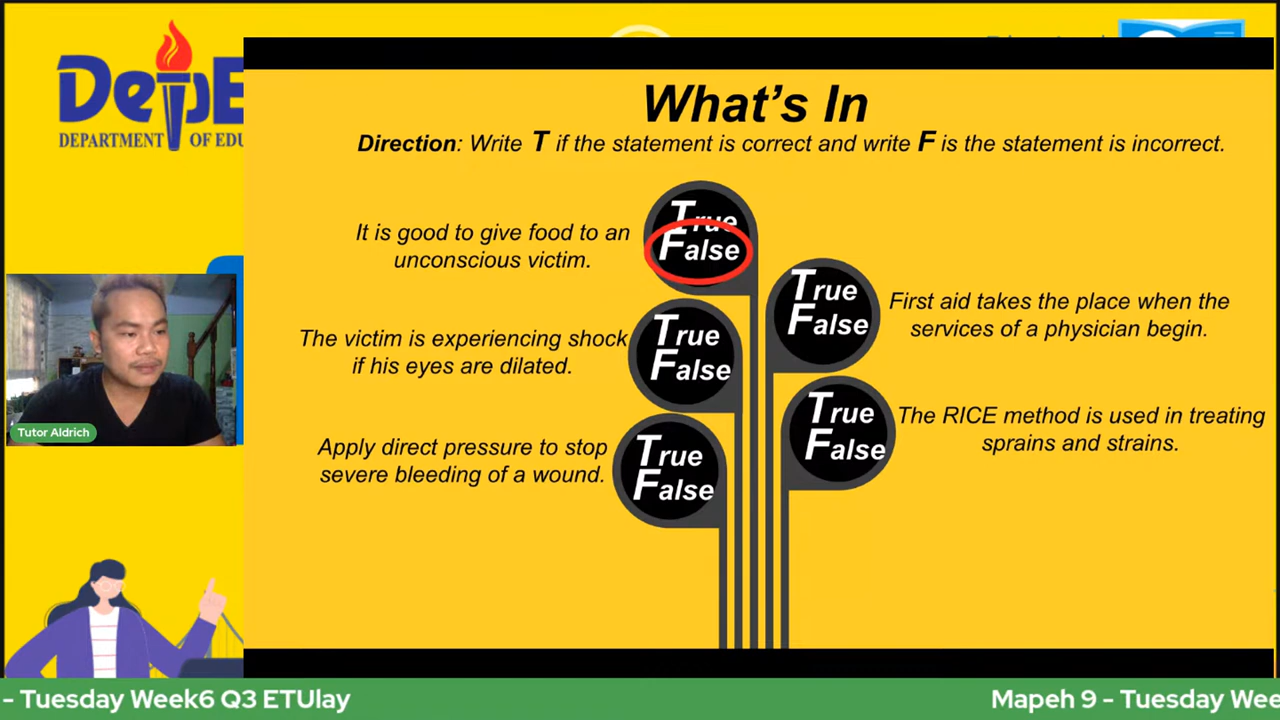 DepE
DEPARTMENT OF EDU
What's In
Direction: Write T if the statement is correct and write F is the statement is incorrect.
It is good to give food to an
unconscious victim.
True
False
First aid takes the place when the
services of a physician begin.
True
False
The victim is experiencing shock
if his eyes are dilated.
True
False
The RICE method is used in treating
sprains and strains.
True
False
Apply direct pressure to stop
severe bleeding of a wound.
True
False
Tutor Aldrich
- Tuesday Week6 Q3 ETUlay
Mapeh 9 - Tuesday Wee